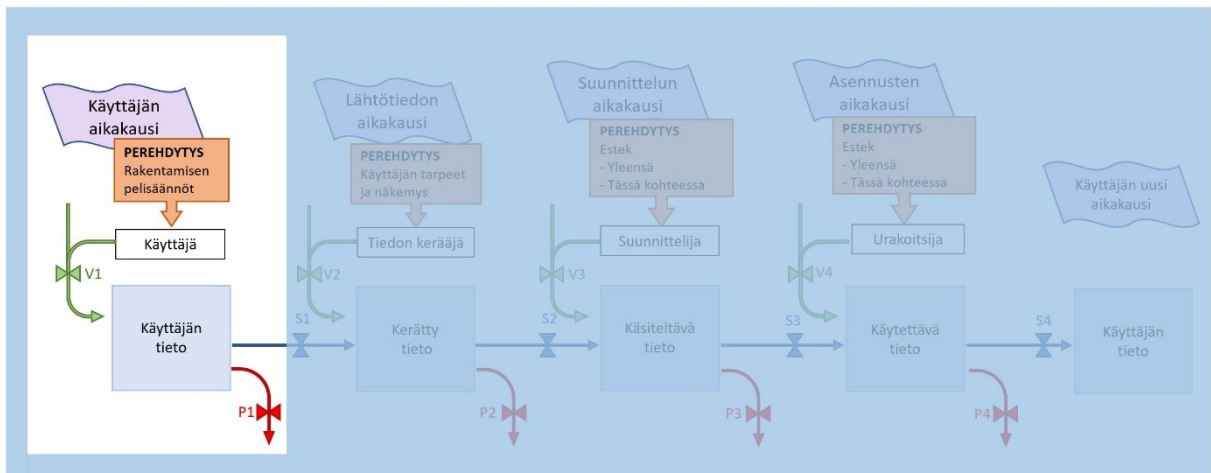 Käyttäjän
aikakausi
PEREHDYTYS
Rakentamisen
pelisäännöt
Käyttäjä
V1
Käyttäjän
tieto
P1
Lähtötiedon
aikakausi
PEREHDYTYS
Käyttäjän tarpeet
ja näkemys
Tiedon kerääjä
V2
S1
Kerätty
tieto
P2
Suunnittelun
aikakausi
PEREHDYTYS
Estek
- Yleensä
- Tässä kohteessa
Suunnittelija
V3
S2
Käsiteltävä
tieto
P3
Asennusten
aikakausi
PEREHDYTYS
Estek
- Yleensä
- Tässä kohteessa
Urakoitsija
V4
S3
Käytettävä
tieto
P4
Käyttäjän uusi
aikakausi
S4
Käyttäjän
tieto